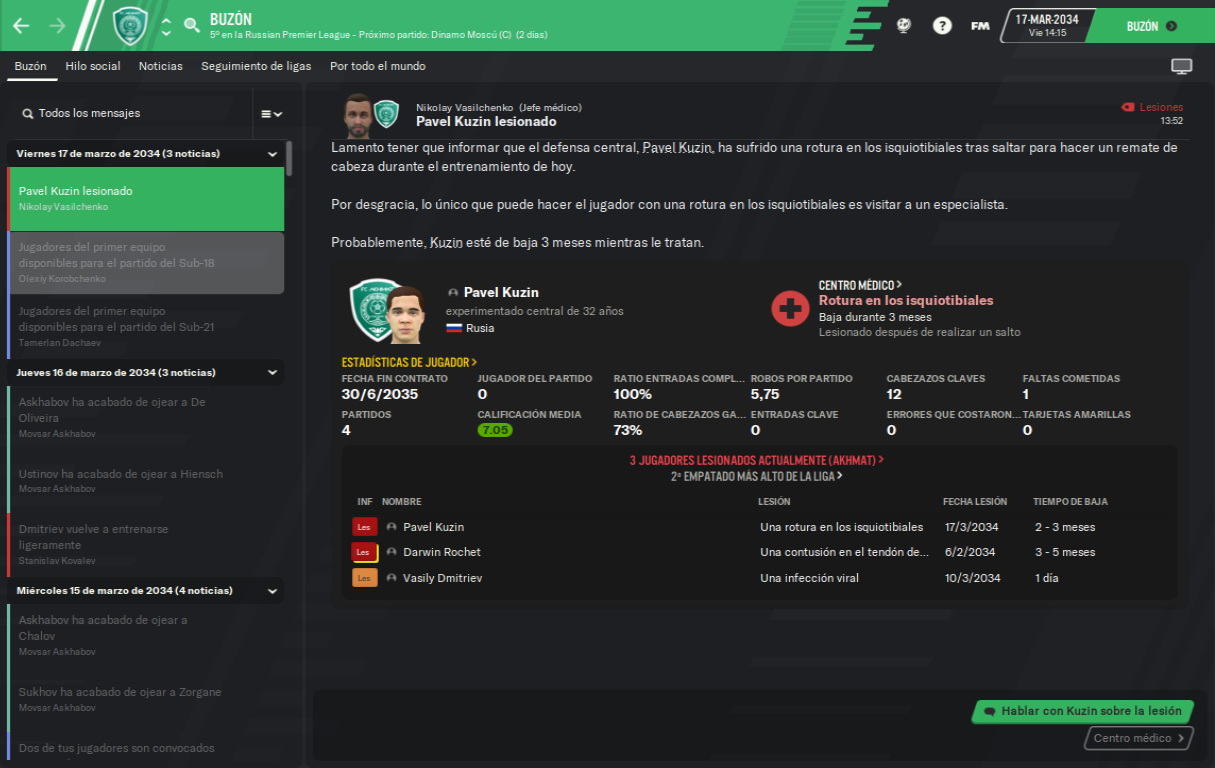 BUZÓN
5º en la Russian Premier League - Próximo partido: Dinamo Moscú (C) (2 días)
?
FM
17-MAR-2034
Vie 14:15
BUZÓN
Buzón Hilo social Noticias Seguimiento de ligas Por todo el mundo
Todos los mensajes
Viernes 17 de marzo de 2034 (3 noticias)
Pavel Kuzin lesionado
Nikolay Vasilchenko
Jugadores del primer equipo
disponibles para el partido del Sub-18
Olexiy Korobchenko
Jugadores del primer equipo
disponibles para el partido del Sub-21
Tamerlan Dachaev
Jueves 16 de marzo de 2034 (3 noticias)
Askhabov ha acabado de ojear a De
Oliveira
Movsar Askhabov
Ustinov ha acabado de ojear a Hiensch
Movsar Askhabov
Dmitriev vuelve a entrenarse
ligeramente
Stanislav Kovalev
Miércoles 15 de marzo de 2034 (4 noticias)
Askhabov ha acabado de ojear a
Chalov
Movsar Askhabov
Sukhov ha acabado de ojear a Zorgane
Movsar Askhabov
Dos de tus jugadores son convocados
Nikolay Vasilchenko (Jefe médico)
Pavel Kuzin lesionado
Lesiones
13:52
Lamento tener que informar que el defensa central, Pavel Kuzin, ha sufrido una rotura en los isquiotibiales tras saltar para hacer un remate de
cabeza durante el entrenamiento de hoy.
Por desgracia, lo único que puede hacer el jugador con una rotura en los isquiotibiales es visitar a un especialista.
Probablemente, Kuzin esté de baja 3 meses mientras le tratan.
Pavel Kuzin
experimentado central de 32 años
Rusia
CENTRO MÉDICO
Rotura en los isquiotibiales
Baja durante 3 meses
Lesionado después de realizar un salto
ESTADÍSTICAS DE JUGADOR
FECHA FIN CONTRATO JUGADOR DEL PARTIDO RATIO ENTRADAS COMPL... ROBOS POR PARTIDO CABEZAZOS CLAVES FALTAS COMETIDAS
30/6/2035 0 100% 5,75 12 1
PARTIDOS CALIFICACIÓN MEDIA RATIO DE CABEZAZOS GA... ENTRADAS CLAVE ERRORES QUE COSTARON... TARJETAS AMARILLAS
4 7.05 73% 0 0 0
3 JUGADORES LESIONADOS ACTUALMENTE (AKHMAT)
2º EMPATADO MÁS ALTO DE LA LIGA
INF NOMBRE LESIÓN FECHA LESIÓN TIEMPO DE BAJA
Les Pavel Kuzin Una rotura en los isquiotibiales 17/3/2034 2 - 3 meses
Les Darwin Rochet Una contusión en el tendón de... 6/2/2034 3 - 5 meses
Les Vasily Dmitriev Una infección viral 10/3/2034 1 día
Hablar con Kuzin sobre la lesión
Centro médico